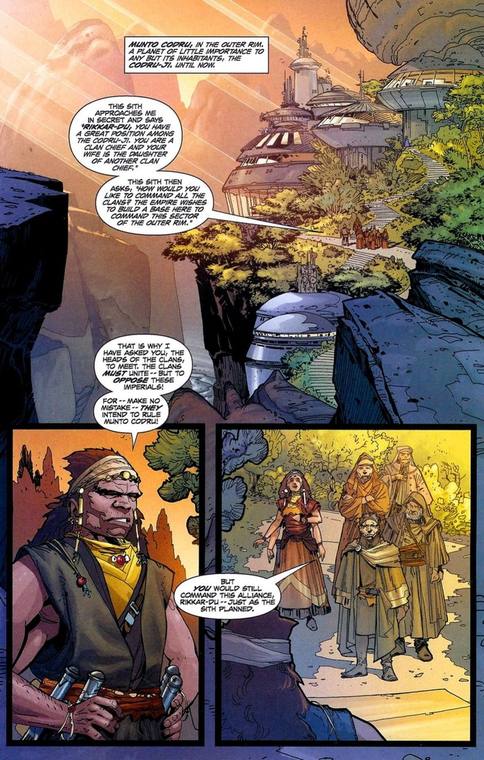 MUNTO CODRU, IN THE OUTER RIM.
A PLANET OF LITTLE IMPORTANCE TO
ANY BUT ITS INHABITANTS, THE
CODRU-JI. UNTIL NOW.
THIS SITH
APPROACHES ME
IN SECRET AND SAYS
"RIKKAR-DU, YOU HAVE
A GREAT POSITION AMONG
THE CODRU-JI. YOU ARE A
CLAN CHIEF AND YOUR
WIFE IS THE DAUGHTER
OF ANOTHER CLAN
CHIEF."
THIS SITH THEN
ASKS, "HOW WOULD YOU
LIKE TO COMMAND ALL THE
CLANS? THE EMPIRE WISHES
TO BUILD A BASE HERE TO
COMMAND THIS SECTOR
OF THE OUTER RIM."
THAT IS WHY I
HAVE ASKED YOU, THE
HEADS OF THE CLANS,
TO MEET. THE CLANS
MUST UNITE -- BUT TO
OPPOSE THESE
IMPERIALS!
FOR -- MAKE NO
MISTAKE -- THEY
INTEND TO RULE
MUNTO CODRU!
BUT
YOU WOULD STILL
COMMAND THIS ALLIANCE,
RIKKAR-DU -- JUST AS THE
SITH PLANNED.